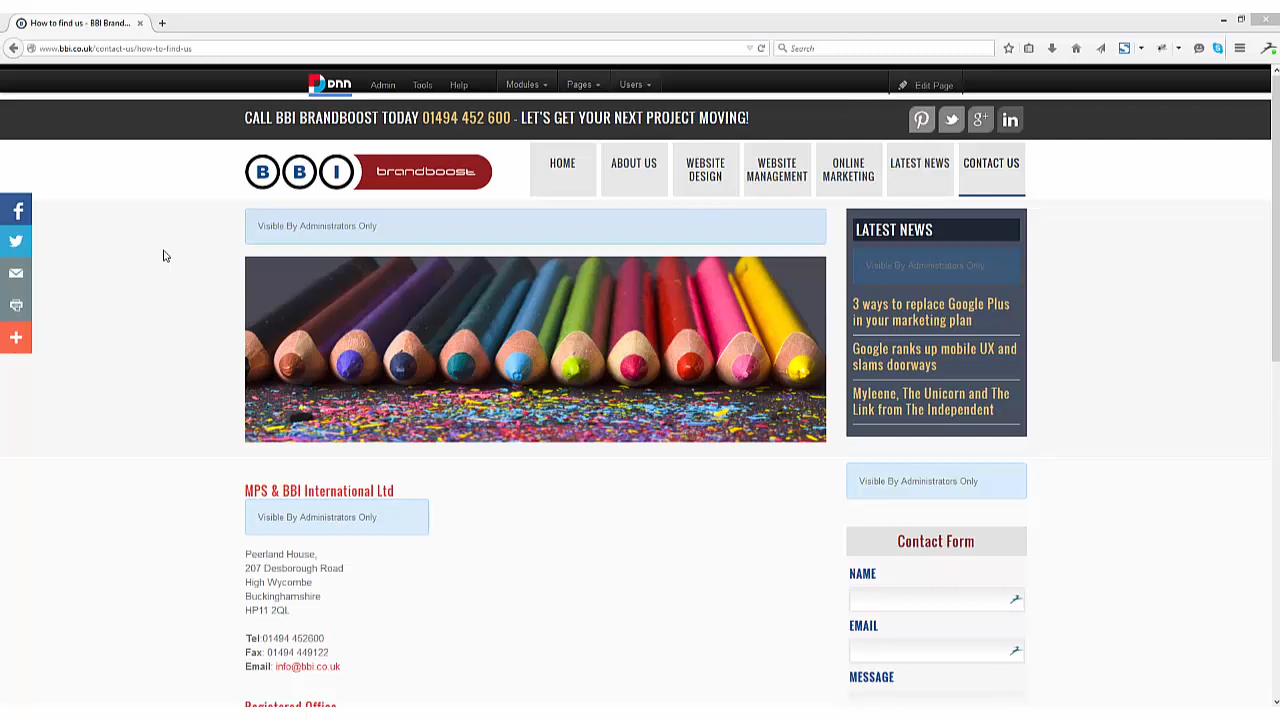 How to find us - BBI Brand...
www.bbi.co.uk/contact-us/how-to-find-us
Search
DNN Admin Tools Help Modules Pages Users Edit Page
CALL BBI BRANDBOOST TODAY 01494 452 600 - LET'S GET YOUR NEXT PROJECT MOVING!
B B I brandboost
HOME
ABOUT US
WEBSITE
DESIGN
WEBSITE
MANAGEMENT
ONLINE
MARKETING
LATEST NEWS
CONTACT US
Visible By Administrators Only
LATEST NEWS
Visible By Administrators Only
3 ways to replace Google Plus
in your marketing plan
Google ranks up mobile UX and
slams doorways
Myleene, The Unicorn and The
Link from The Independent
Visible By Administrators Only
MPS & BBI International Ltd
Visible By Administrators Only
Peerland House,
207 Desborough Road
High Wycombe
Buckinghamshire
HP11 2QL
Tel:01494 452600
Fax: 01494 449122
Email: info@bbi.co.uk
Registered Office
Contact Form
NAME
EMAIL
MESSAGE